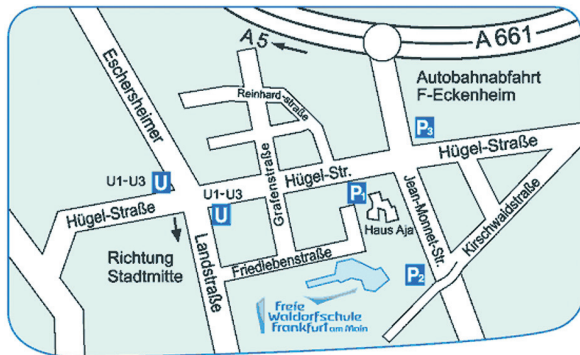 A 5
A 661
Eschersheimer
Reinhard-straße
Autobahnabfahrt
F-Eckenheim
P3
Hügel-Straße
Grafenstraße
Hügel-Str.
U1-U3
U
U1-U3
U
P1
Hügel-Straße
Haus Aja
Jean-Monnet-Str.
Kirschwaldstraße
Richtung
Stadtmitte
Landstraße
Friedlebenstraße
P2
Freie
Waldorfschule
Frankfurt am Main